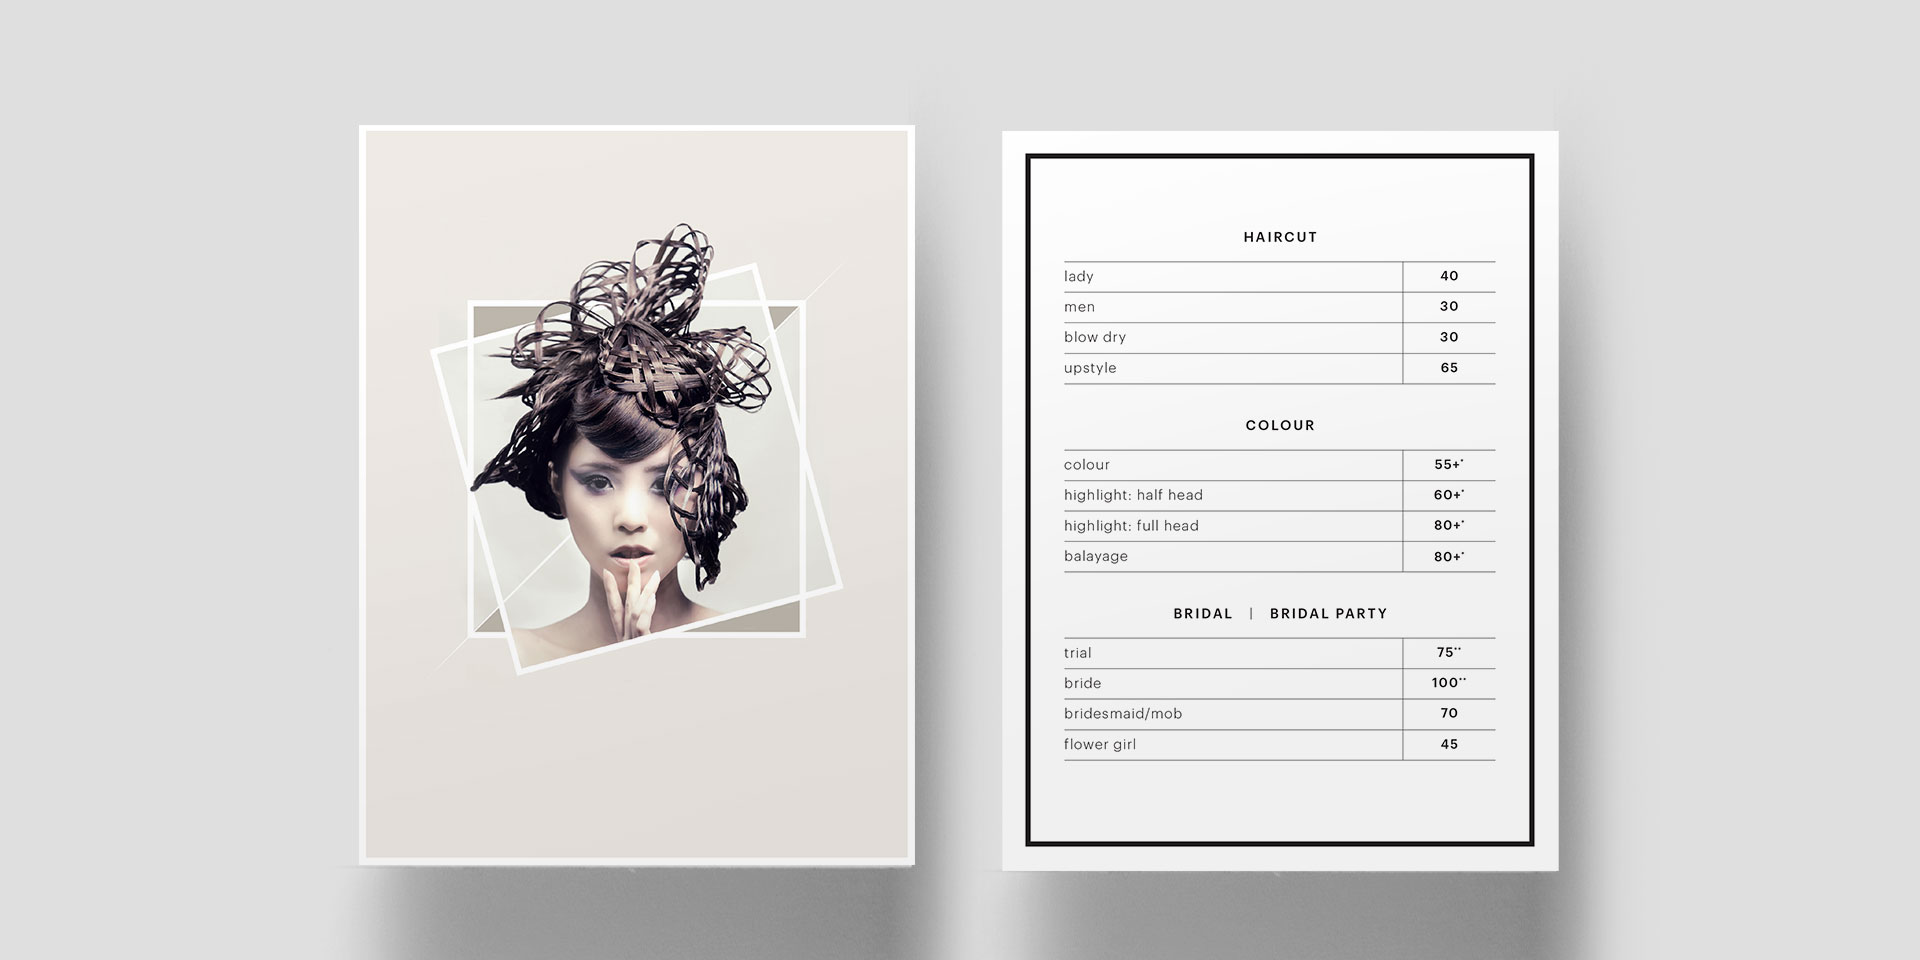 HAIRCUT
lady 40
men 30
blow dry 30
upstyle 65
COLOUR
colour 55+*
highlight: half head 60+*
highlight: full head 80+*
balayage 80+*
BRIDAL | BRIDAL PARTY
trial 75**
bride 100**
bridesmaid/mob 70
flower girl 45